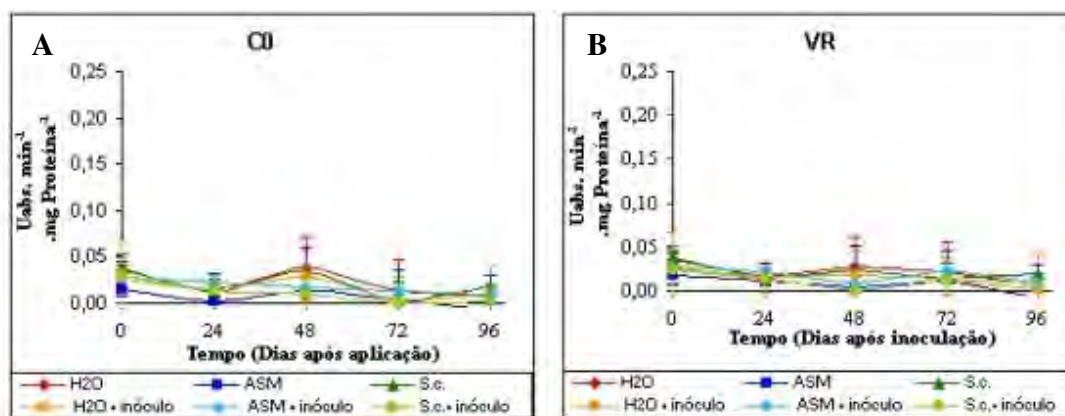 A
C0
0,25
0,20
0,15
0,10
0,05
0,00
Uabs. min⁻¹
.mg Proteína⁻¹
0 24 48 72 96
Tempo (Dias após aplicação)
H2O ASM S.c.
H2O + inóculo ASM + inóculo S.c. + inóculo
B
VR
0,25
0,20
0,15
0,10
0,05
0,00
Uabs. min⁻¹
.mg Proteína⁻¹
0 24 48 72 96
Tempo (Dias após inoculação)
H2O ASM S.c.
H2O + inóculo ASM + inóculo S.c. + inóculo